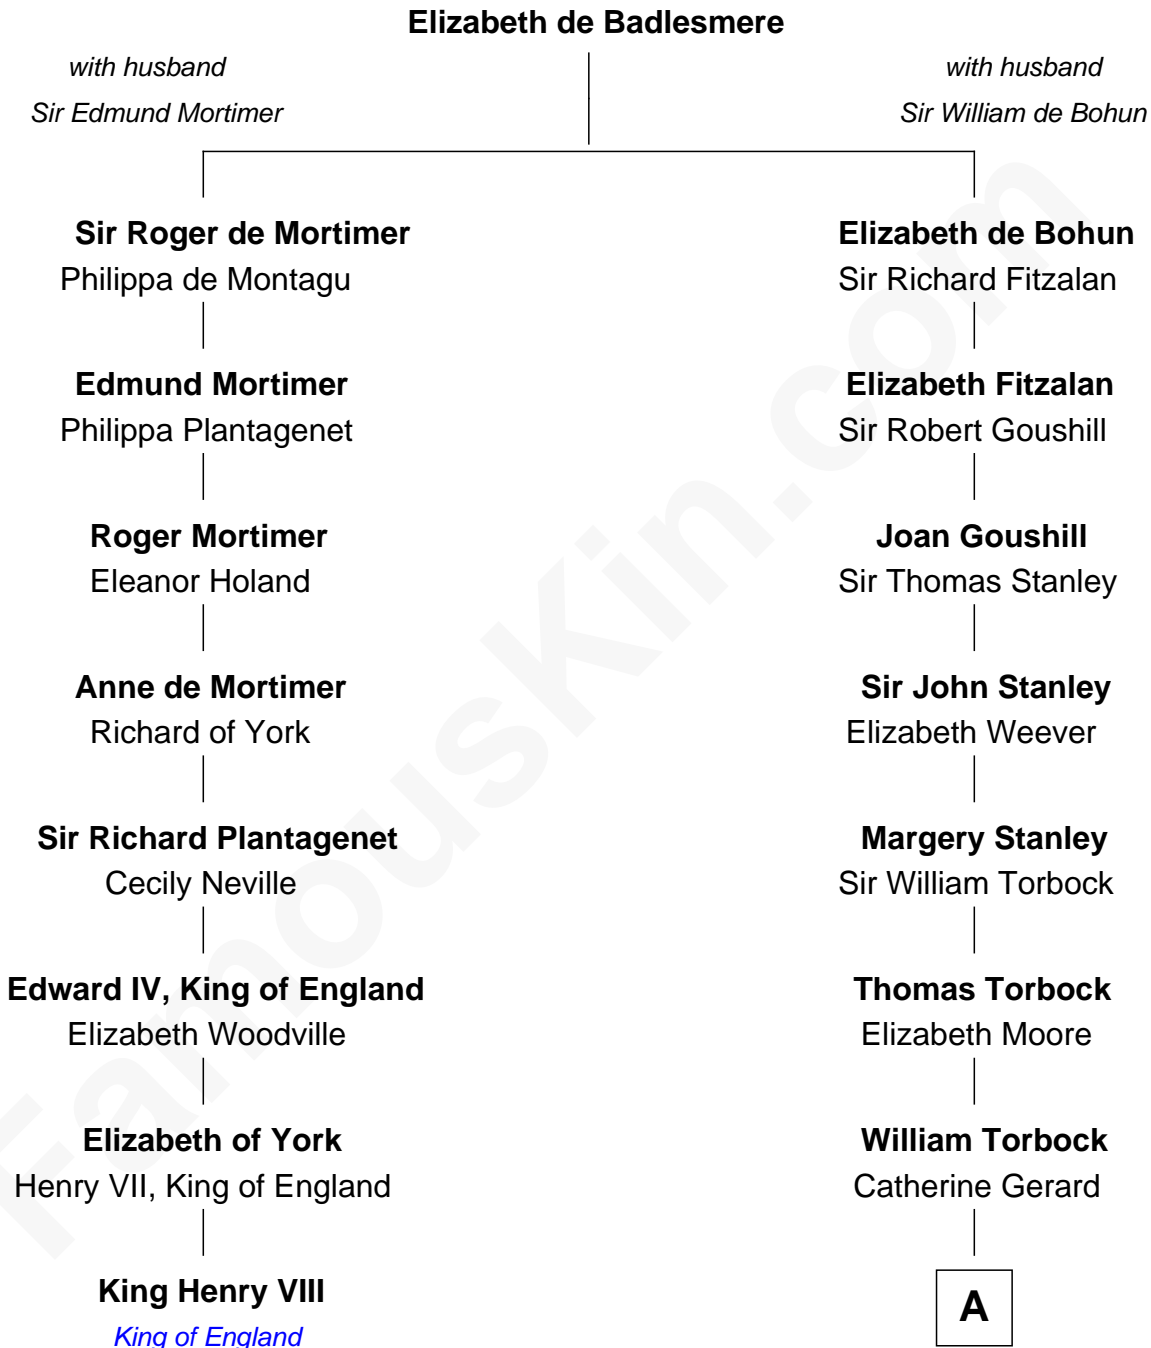 Elizabeth de Badlesmere
with husband
Sir Edmund Mortimer
with husband
Sir William de Bohun
Sir Roger de Mortimer
Philippa de Montagu
Edmund Mortimer
Philippa Plantagenet
Roger Mortimer
Eleanor Holand
Anne de Mortimer
Richard of York
Sir Richard Plantagenet
Cecily Neville
Edward IV, King of England
Elizabeth Woodville
Elizabeth of York
Henry VII, King of England
King Henry VIII
King of England
Elizabeth de Bohun
Sir Richard Fitzalan
Elizabeth Fitzalan
Sir Robert Goushill
Joan Goushill
Sir Thomas Stanley
Sir John Stanley
Elizabeth Weever
Margery Stanley
Sir William Torbock
Thomas Torbock
Elizabeth Moore
William Torbock
Catherine Gerard
A
FamousKin.com